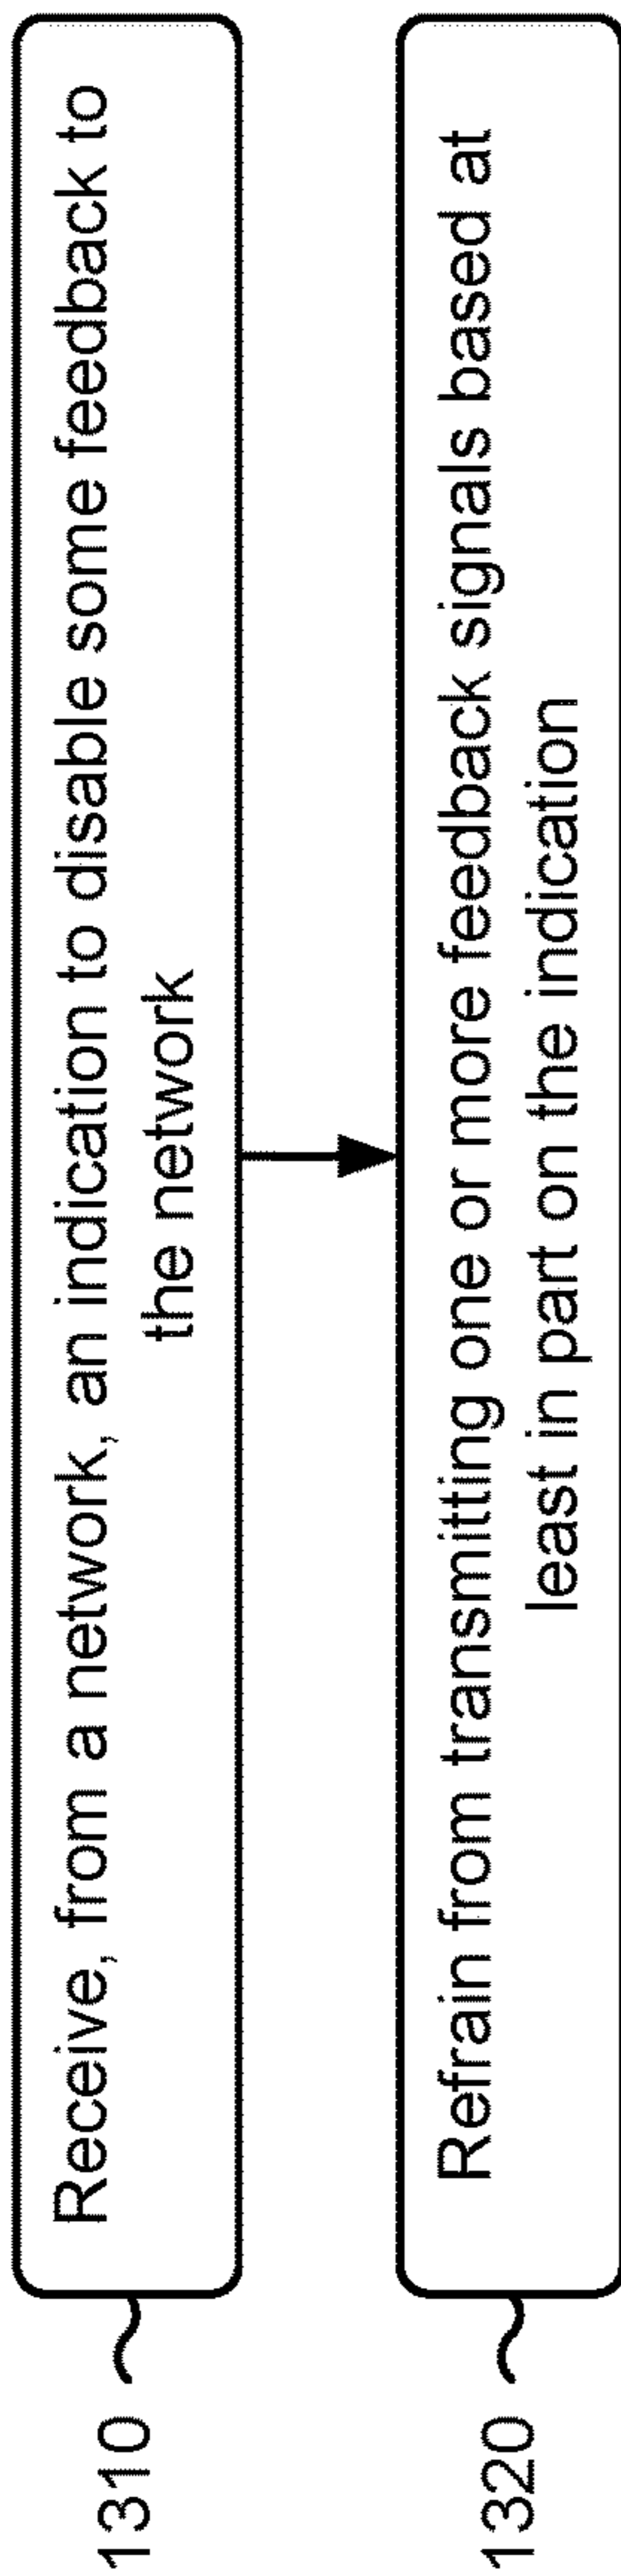 1310
Receive, from a network, an indication to disable some feedback to
the network
1320
Refrain from transmitting one or more feedback signals based at
least in part on the indication